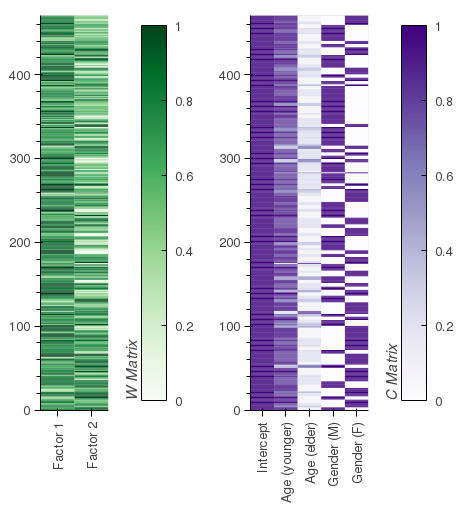 400
300
200
100
0
Factor 1
Factor 2
1
0.8
0.6
0.4
0.2
0
W Matrix
400
300
200
100
0
Intercept
Age (younger)
Age (elder)
Gender (M)
Gender (F)
1
0.8
0.6
0.4
0.2
0
C Matrix